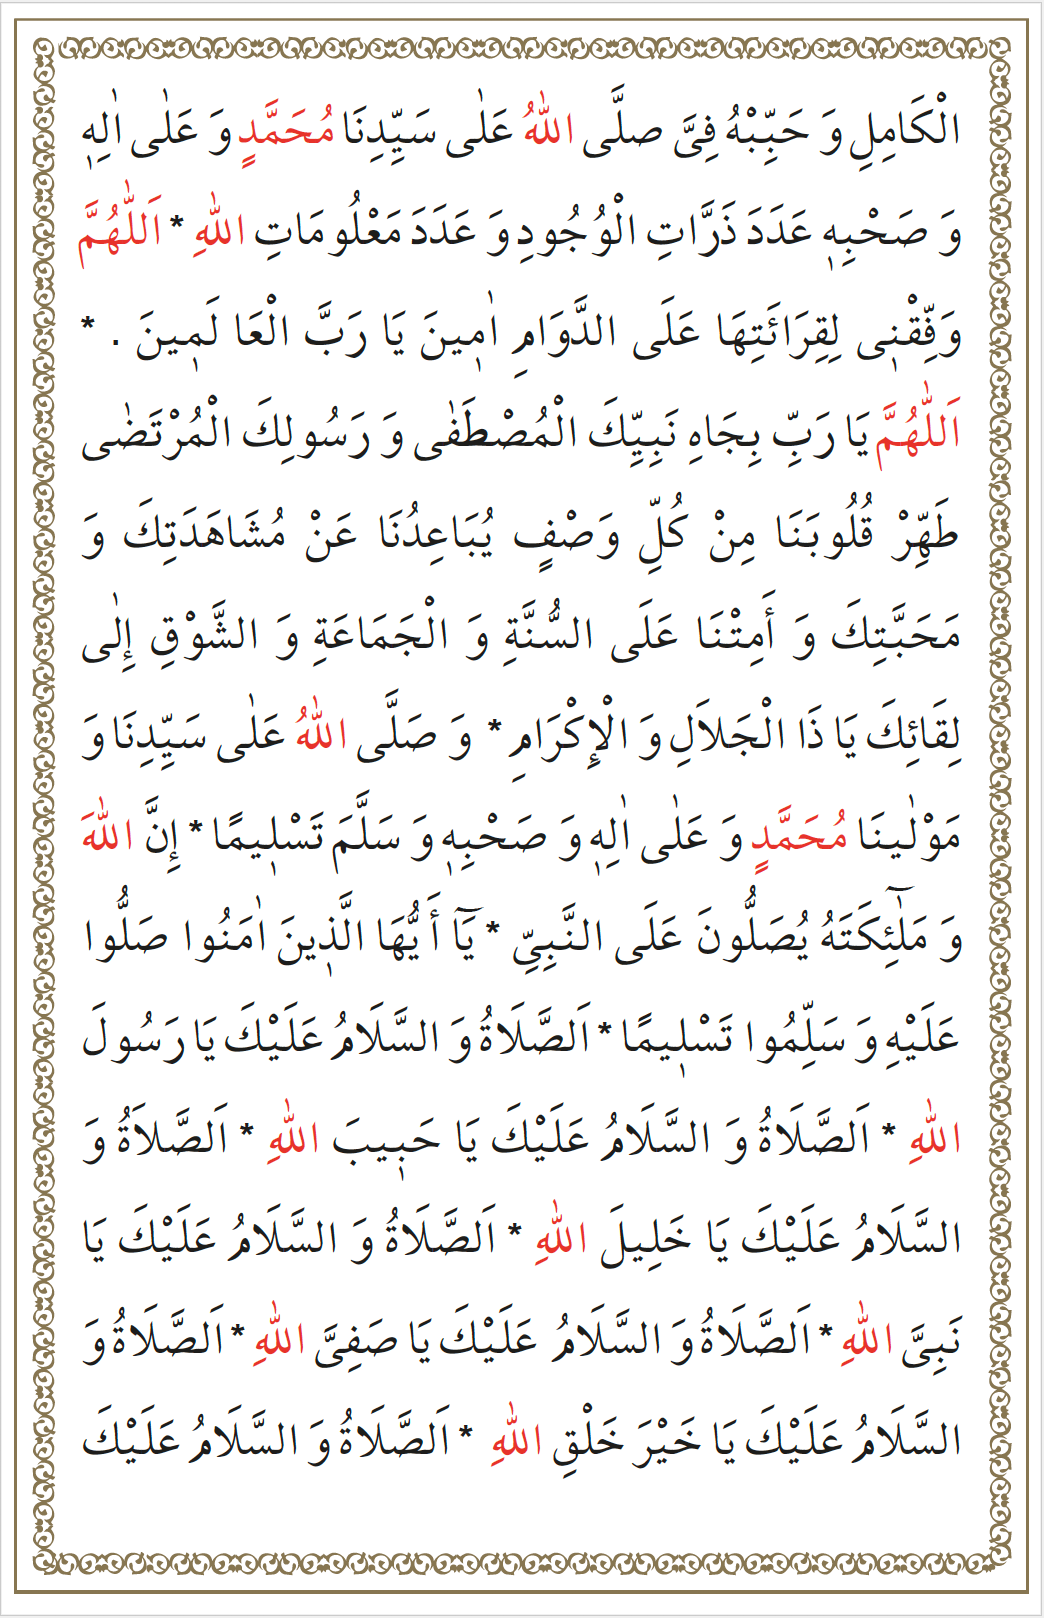 الْكَامِلِ وَ حَبِّبْهُ فِىَّ صلَّى اللّٰهُ عَلٰى سَيِّدِنَا مُحَمَّدٍ وَ عَلٰى اٰلِهٖ
وَ صَحْبِهٖ عَدَدَ ذَرَّاتِ الْوُجُودِ وَ عَدَدَ مَعْلُومَاتِ اللّٰهِ * اَللّٰهُمَّ
وَفِّقْنٖى لِقِرَائَتِهَا عَلَى الدَّوَامِ اٰمٖينَ يَا رَبَّ الْعَا لَمٖينَ . *
اَللّٰهُمَّ يَا رَبِّ بِجَاهِ نَبِيِّكَ الْمُصْطَفٰى وَ رَسُولِكَ الْمُرْتَضٰى
طَهِّرْ قُلُوبَنَا مِنْ كُلِّ وَصْفٍ يُبَاعِدُنَا عَنْ مُشَاهَدَتِكَ وَ
مَحَبَّتِكَ وَ أَمِتْنَا عَلَى السُّنَّةِ وَ الْجَمَاعَةِ وَ الشَّوْقِ إِلٰى
لِقَائِكَ يَا ذَا الْجَلاَلِ وَ الْإِكْرَامِ * وَ صَلَّى اللّٰهُ عَلٰى سَيِّدِنَا وَ
مَوْلٰينَا مُحَمَّدٍ وَ عَلٰى اٰلِهٖ وَ صَحْبِهٖ وَ سَلَّمَ تَسْلٖيمًا * إِنَّ اللّٰهَ
وَ مَلٰٓئِكَتَهُ يُصَلُّونَ عَلَى النَّبِىِّ * يَآ أَ يُّهَا الَّذٖينَ اٰمَنُوا صَلُّوا
عَلَيْهِ وَ سَلِّمُوا تَسْلٖيمًا * اَلصَّلَاةُ وَ السَّلَامُ عَلَيْكَ يَا رَسُولَ
اللّٰهِ * اَلصَّلَاةُ وَ السَّلَامُ عَلَيْكَ يَا حَبٖيبَ اللّٰهِ * اَلصَّلاَةُ وَ
السَّلَامُ عَلَيْكَ يَا خَلِيلَ اللّٰهِ * اَلصَّلَاةُ وَ السَّلَامُ عَلَيْكَ يَا
نَبِىَّ اللّٰهِ * اَلصَّلَاةُ وَ السَّلَامُ عَلَيْكَ يَا صَفِىَّ اللّٰهِ * اَلصَّلَاةُ وَ
السَّلَامُ عَلَيْكَ يَا خَيْرَ خَلْقِ اللّٰهِ * اَلصَّلَاةُ وَ السَّلَامُ عَلَيْكَ